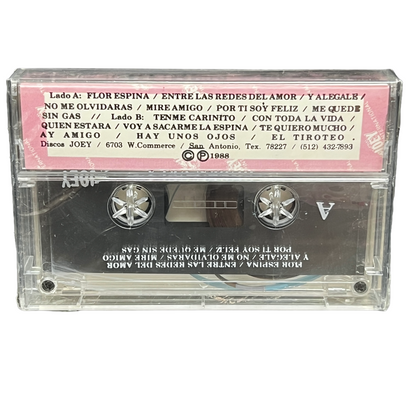 Lado A: FLOR ESPINA / ENTRE LAS REDES DEL AMOR / Y ALEGALE /
NO ME OLVIDARAS / MIRE AMIGO / POR TI SOY FELIZ / ME QUEDE
SIN GAS // Lado B: TENME CARINITO / CON TODA LA VIDA /
QUIEN ESTARA / VOY A SACARME LA ESPINA / TE QUIERO MUCHO /
AY AMIGO / HAY UNOS OJOS / EL TIROTEO.
Discos JOEY / 6703 W.Commerce / San Antonio, Tex. 78227 / (512) 432-7893
© ℗ 1988
JOEY
JOEY
A
FLOR ESPINA / ENTRE LAS REDES DEL AMOR
Y ALEGALE / NO ME OLVIDARAS / MIRE AMIGO
POR TI SOY FELIZ / ME QUEDE SIN GAS